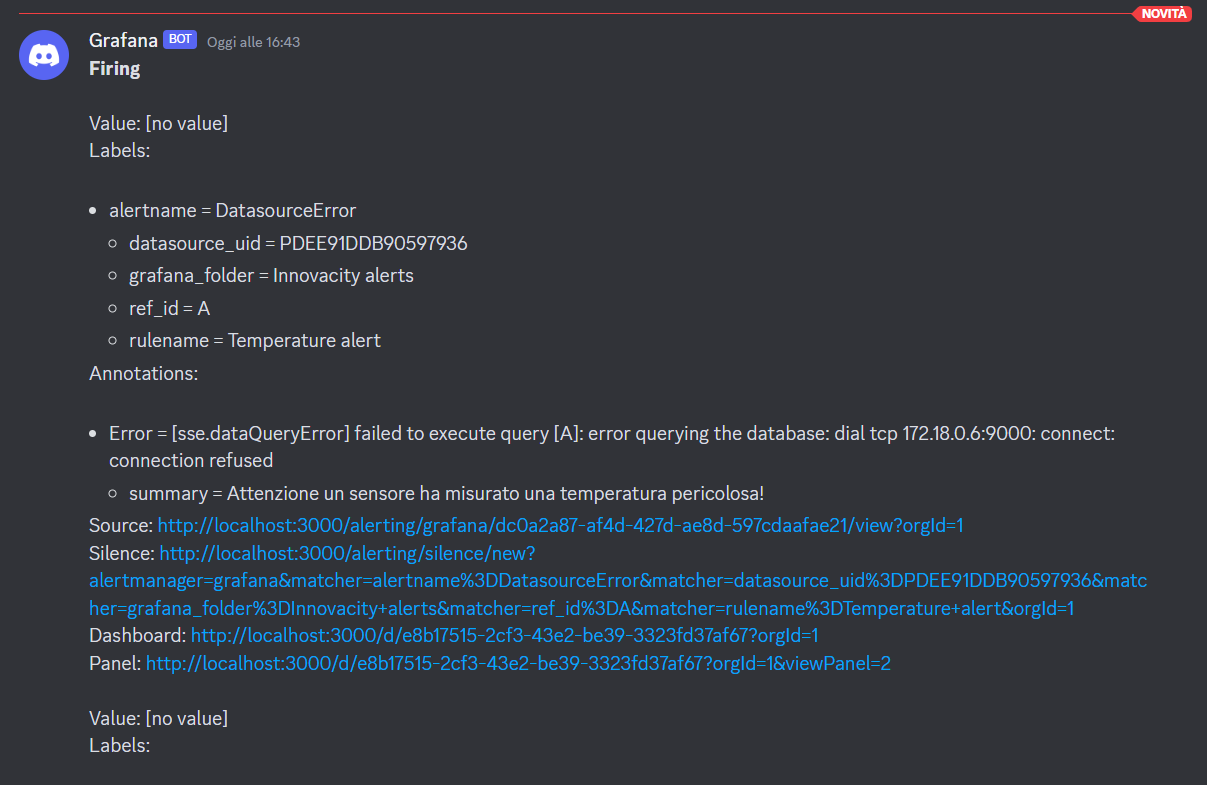 NOVITÀ
Grafana BOT Oggi alle 16:43
Firing
Value: [no value]
Labels:
alertname = DatasourceError
datasource_uid = PDEE91DDB90597936
grafana_folder = Innovacity alerts
ref_id = A
rulename = Temperature alert
Annotations:
Error = [sse.dataQueryError] failed to execute query [A]: error querying the database: dial tcp 172.18.0.6:9000: connect:
connection refused
summary = Attenzione un sensore ha misurato una temperatura pericolosa!
Source: http://localhost:3000/alerting/grafana/dc0a2a87-af4d-427d-ae8d-597cdaafae21/view?orgId=1
Silence: http://localhost:3000/alerting/silence/new?
alertmanager=grafana&matcher=alertname%3DDatasourceError&matcher=datasource_uid%3DPDEE91DDB90597936&matc
her=grafana_folder%3DInnovacity+alerts&matcher=ref_id%3DA&matcher=rulename%3DTemperature+alert&orgId=1
Dashboard: http://localhost:3000/d/e8b17515-2cf3-43e2-be39-3323fd37af67?orgId=1
Panel: http://localhost:3000/d/e8b17515-2cf3-43e2-be39-3323fd37af67?orgId=1&viewPanel=2
Value: [no value]
Labels: